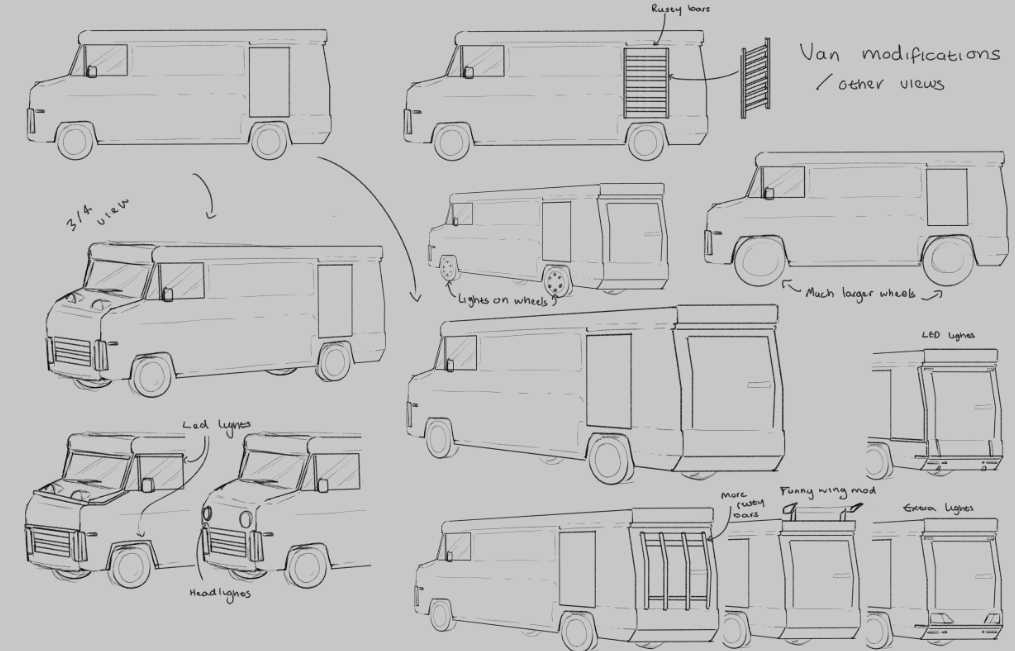 Rusty bars
Van modifications
/ other views
3/4
view
Lights on wheels
Much larger wheels
LED lights
Led lights
More
rusty
bars
Funny wing mod
Extra lights
Headlights